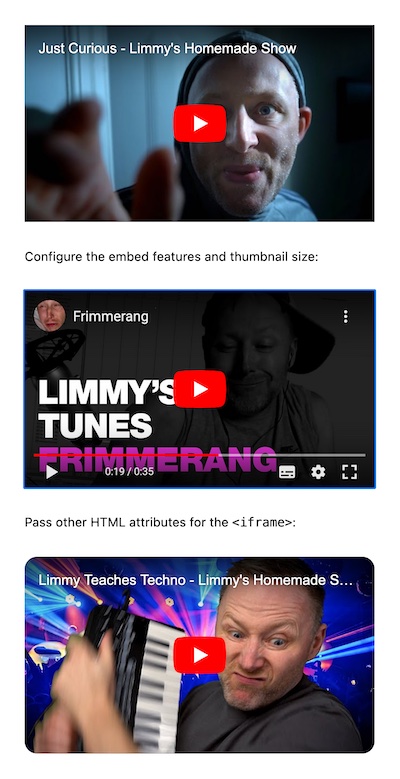 Just Curious - Limmy's Homemade Show
Configure the embed features and thumbnail size:
Frimmerang
LIMMY'S
TUNES
FRIMMERANG
0:19 / 0:35
Pass other HTML attributes for the <iframe>:
Limmy Teaches Techno - Limmy's Homemade S...